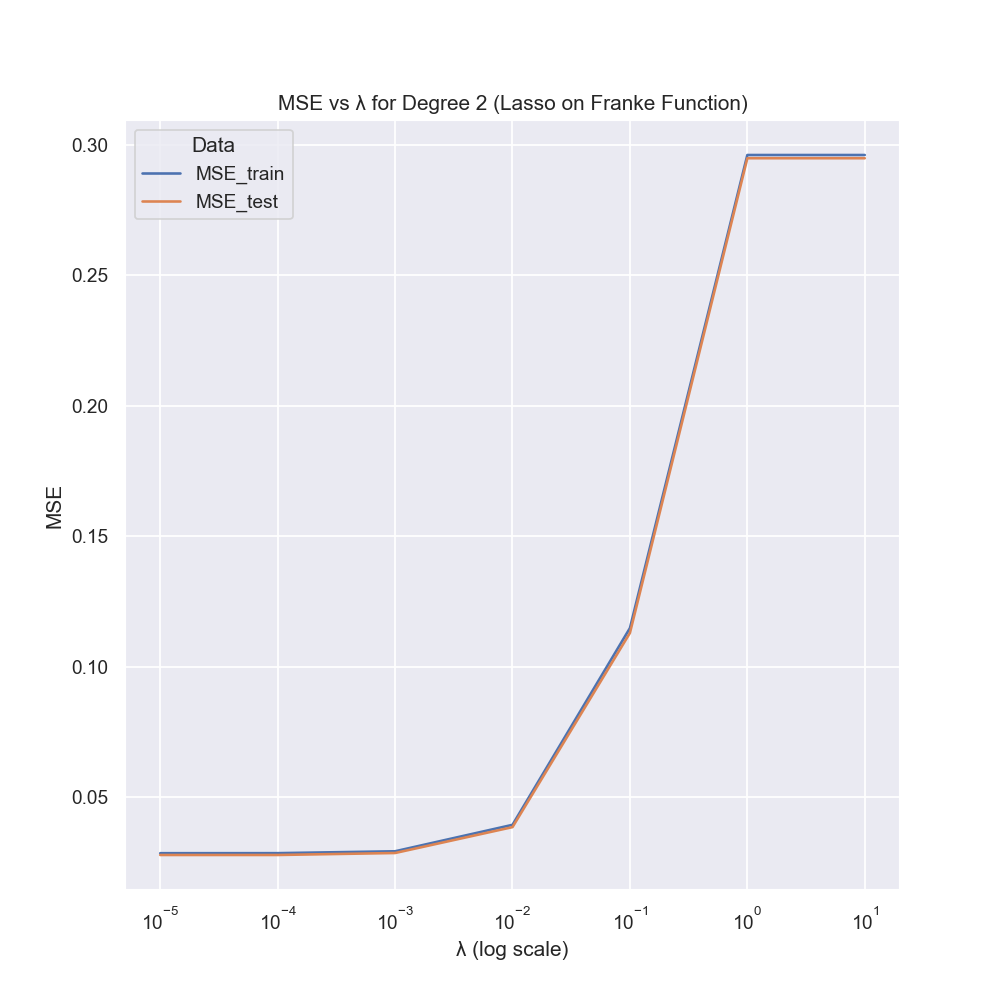 MSE vs λ for Degree 2 (Lasso on Franke Function)
Data
MSE_train
MSE_test
0.30
0.25
0.20
0.15
0.10
0.05
MSE
10⁻⁵ 10⁻⁴ 10⁻³ 10⁻² 10⁻¹ 10⁰ 10¹
λ (log scale)